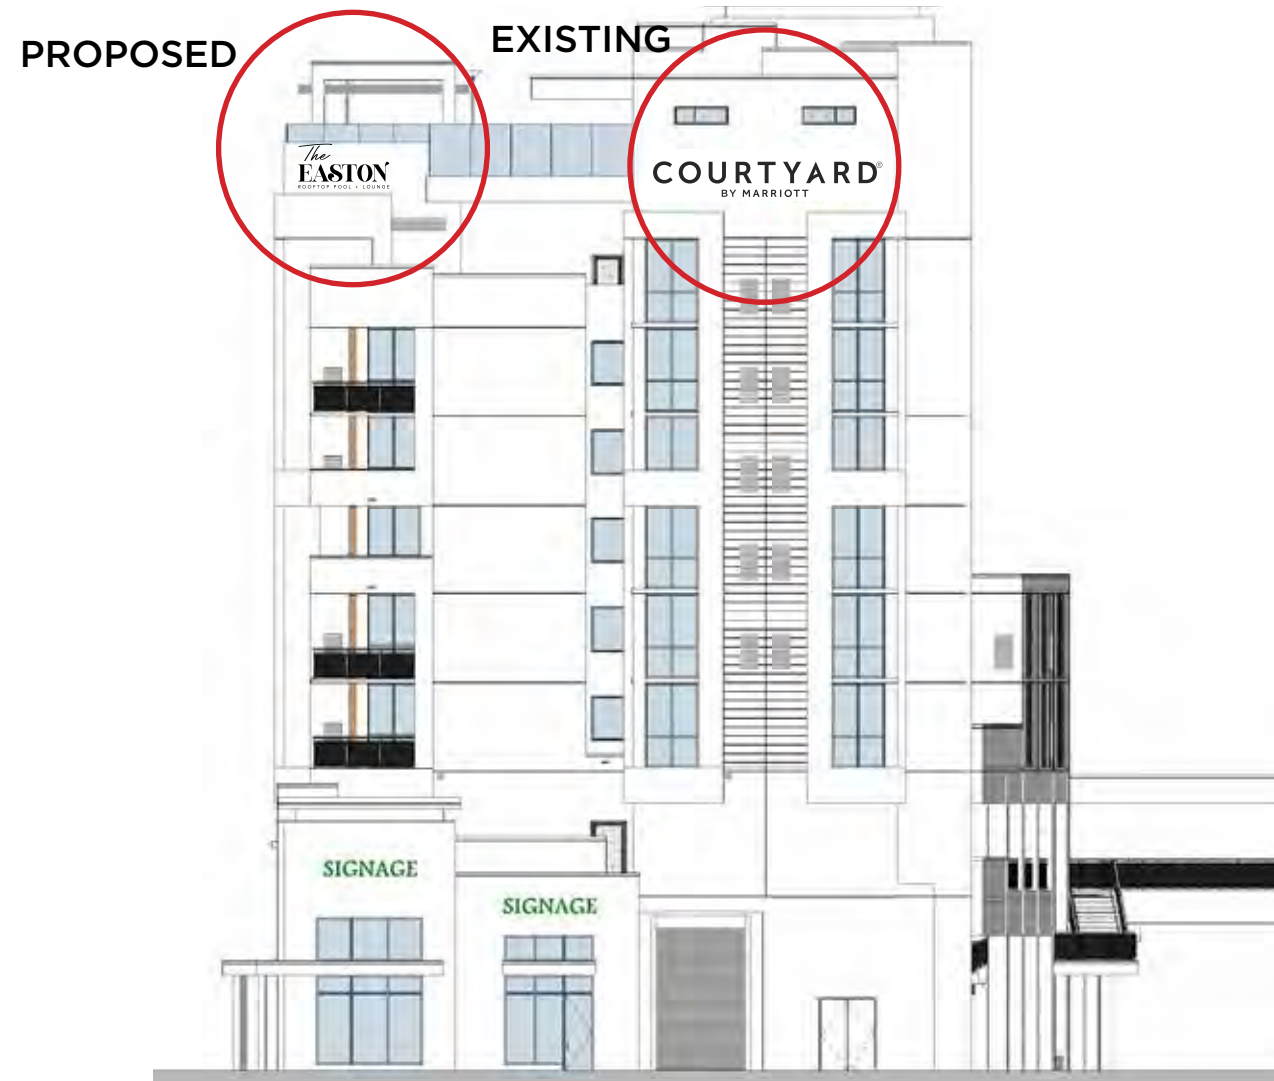 PROPOSED
EXISTING
The
EASTON
ROOFTOP POOL + LOUNGE
COURTYARD®
BY MARRIOTT
SIGNAGE
SIGNAGE